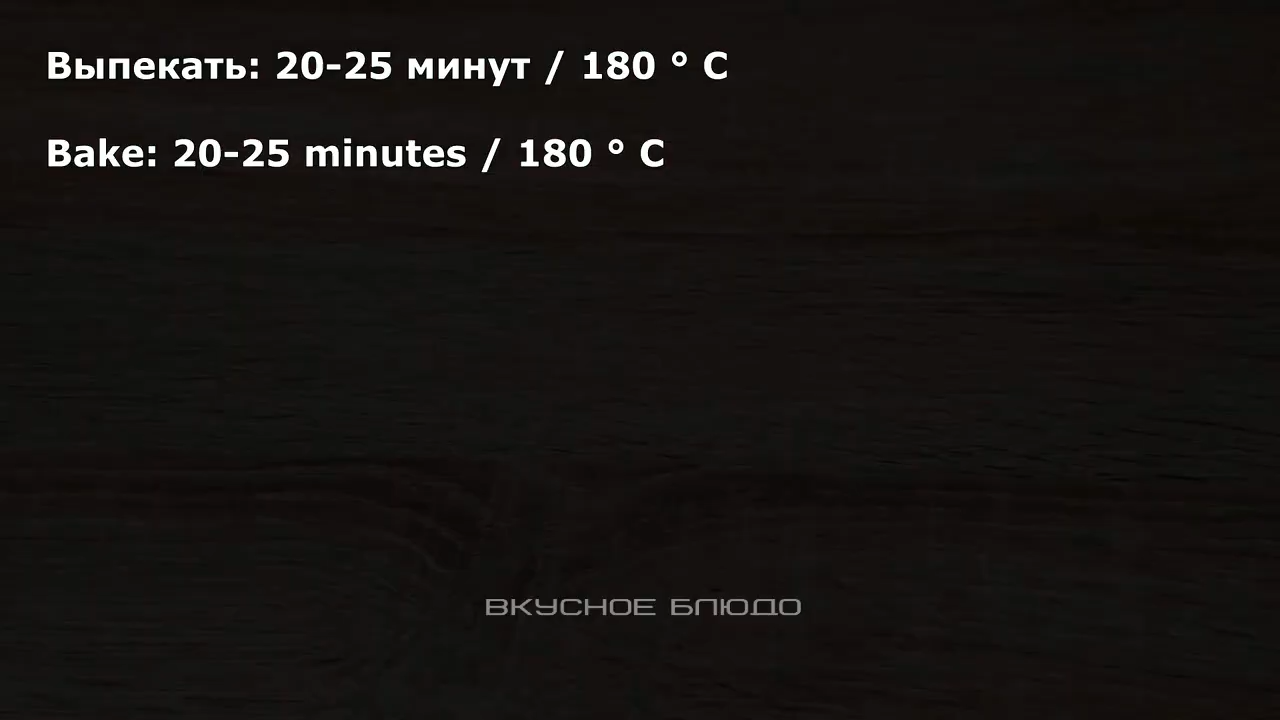 Выпекать: 20-25 минут / 180 ° C
Bake: 20-25 minutes / 180 ° C
ВКУСНОЕ БЛЮДО